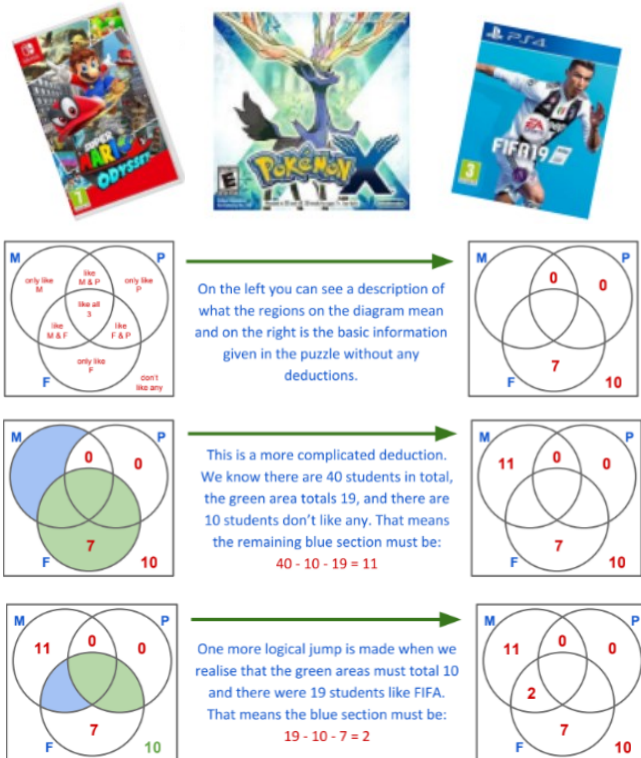 SUPER
MARIO
ODYSSEY
7
POKÉMON X
E
PS4
EA
SPORTS
FIFA19
3
M
P
only like
M
like
M & P
only like
P
like all
3
like
M & F
like
F & P
only like
F
F
don't
like any
On the left you can see a description of
what the regions on the diagram mean
and on the right is the basic information
given in the puzzle without any
deductions.
M
P
0
0
7
F
10
M
P
0
0
7
F
10
This is a more complicated deduction.
We know there are 40 students in total,
the green area totals 19, and there are
10 students don't like any. That means
the remaining blue section must be:
40 - 10 - 19 = 11
M
P
11
0
0
7
F
10
M
P
11
0
0
7
F
10
One more logical jump is made when we
realise that the green areas must total 10
and there were 19 students like FIFA.
That means the blue section must be:
19 - 10 - 7 = 2
M
P
11
0
0
2
7
F
10